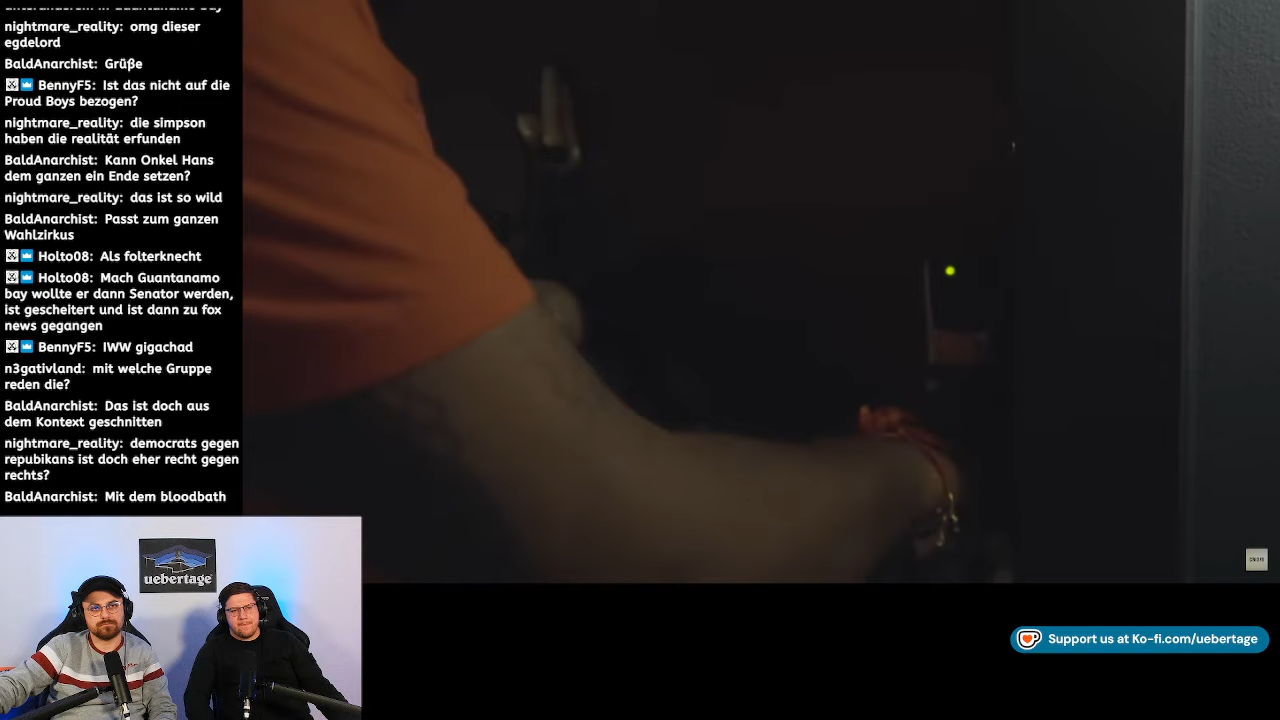 nightmare_reality: omg dieser
egdelord
BaldAnarchist: Grüße
BennyF5: Ist das nicht auf die
Proud Boys bezogen?
nightmare_reality: die simpson
haben die realität erfunden
BaldAnarchist: Kann Onkel Hans
dem ganzen ein Ende setzen?
nightmare_reality: das ist so wild
BaldAnarchist: Passt zum ganzen
Wahlzirkus
Holto08: Als folterknecht
Holto08: Mach Guantanamo
bay wollte er dann Senator werden,
ist gescheitert und ist dann zu fox
news gegangen
BennyF5: IWW gigachad
n3gativland: mit welche Gruppe
reden die?
BaldAnarchist: Das ist doch aus
dem Kontext geschnitten
nightmare_reality: democrats gegen
repubikans ist doch eher recht gegen
rechts?
BaldAnarchist: Mit dem bloodbath
uebertage
Support us at Ko-fi.com/uebertage